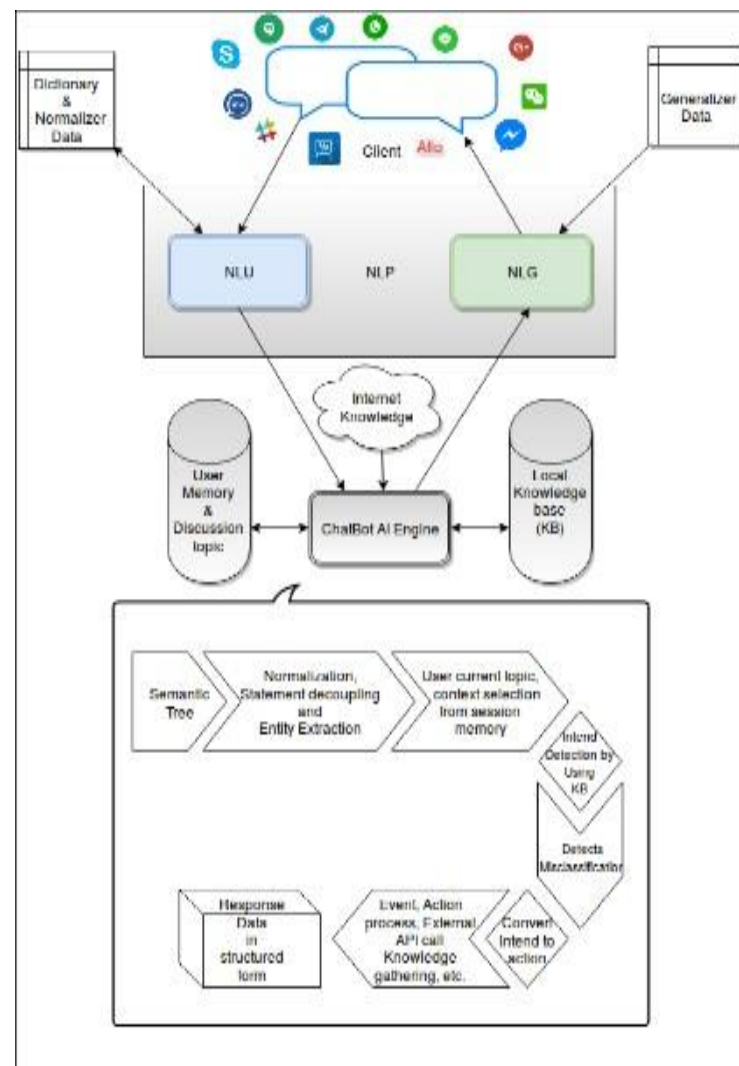 Dictionary
&
Normalizer
Data
Generalizer
Data
Client
Allo
NLU
NLP
NLG
Internet
Knowledge
User
Memory
&
Discussion
topic
ChatBot AI Engine
Local
Knowledge
base
(KB)
Semantic
Tree
Normalization,
Statement decoupling
and
Entity Extraction
User current topic,
context selection
from session
memory
Intend
Detection by
Using
KB
Detects
Misclassification
Convert
Intend to
action
Event, Action
process, External
API call
Knowledge
gathering, etc.
Response
Data
in
structured
form